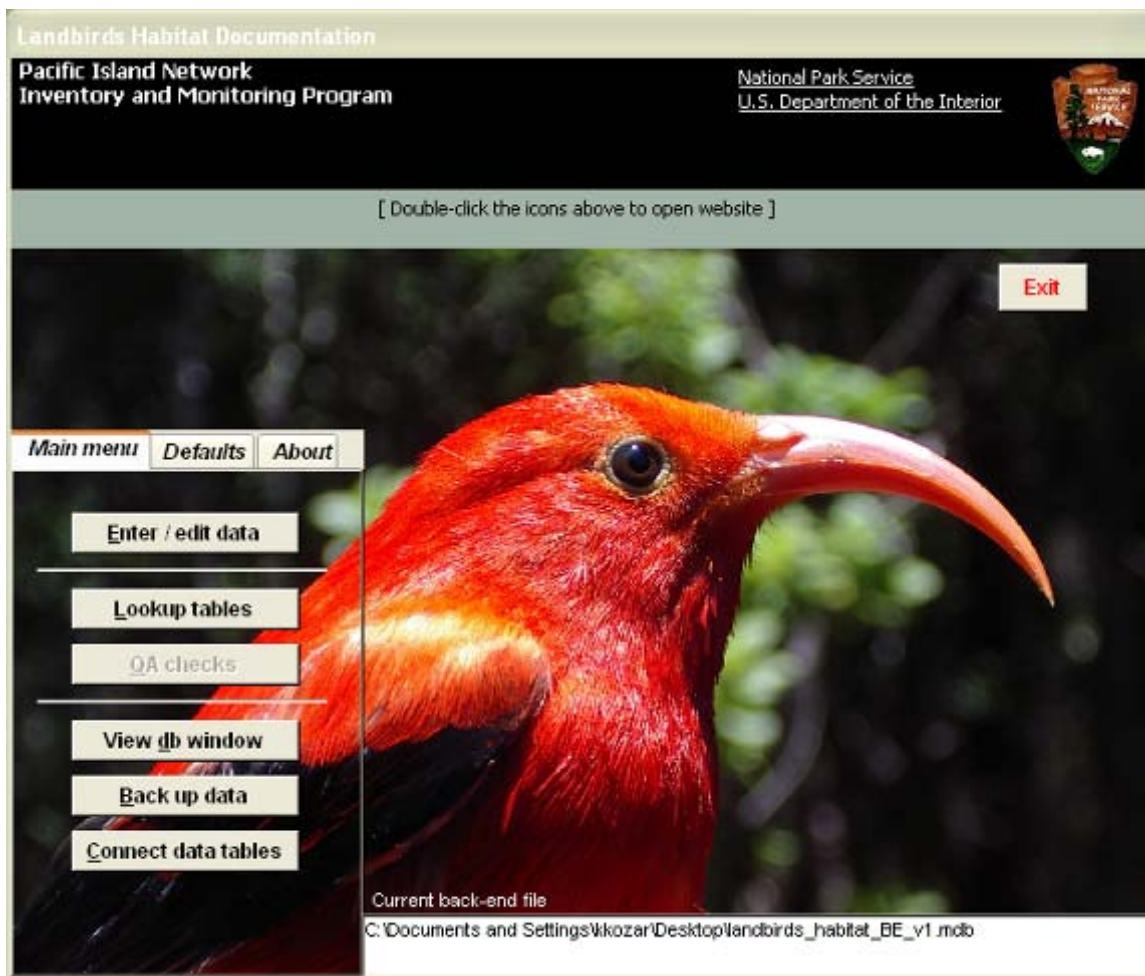 Landbirds Habitat Documentation
Pacific Island Network
Inventory and Monitoring Program
National Park Service
U.S. Department of the Interior
NATIONAL
PARK
SERVICE
[ Double-click the icons above to open website ]
Exit
Main menu
Defaults
About
Enter / edit data
Lookup tables
QA checks
View db window
Back up data
Connect data tables
Current back-end file
C:\Documents and Settings\kkozar\Desktop\landbirds_habitat_BE_v1.mdb